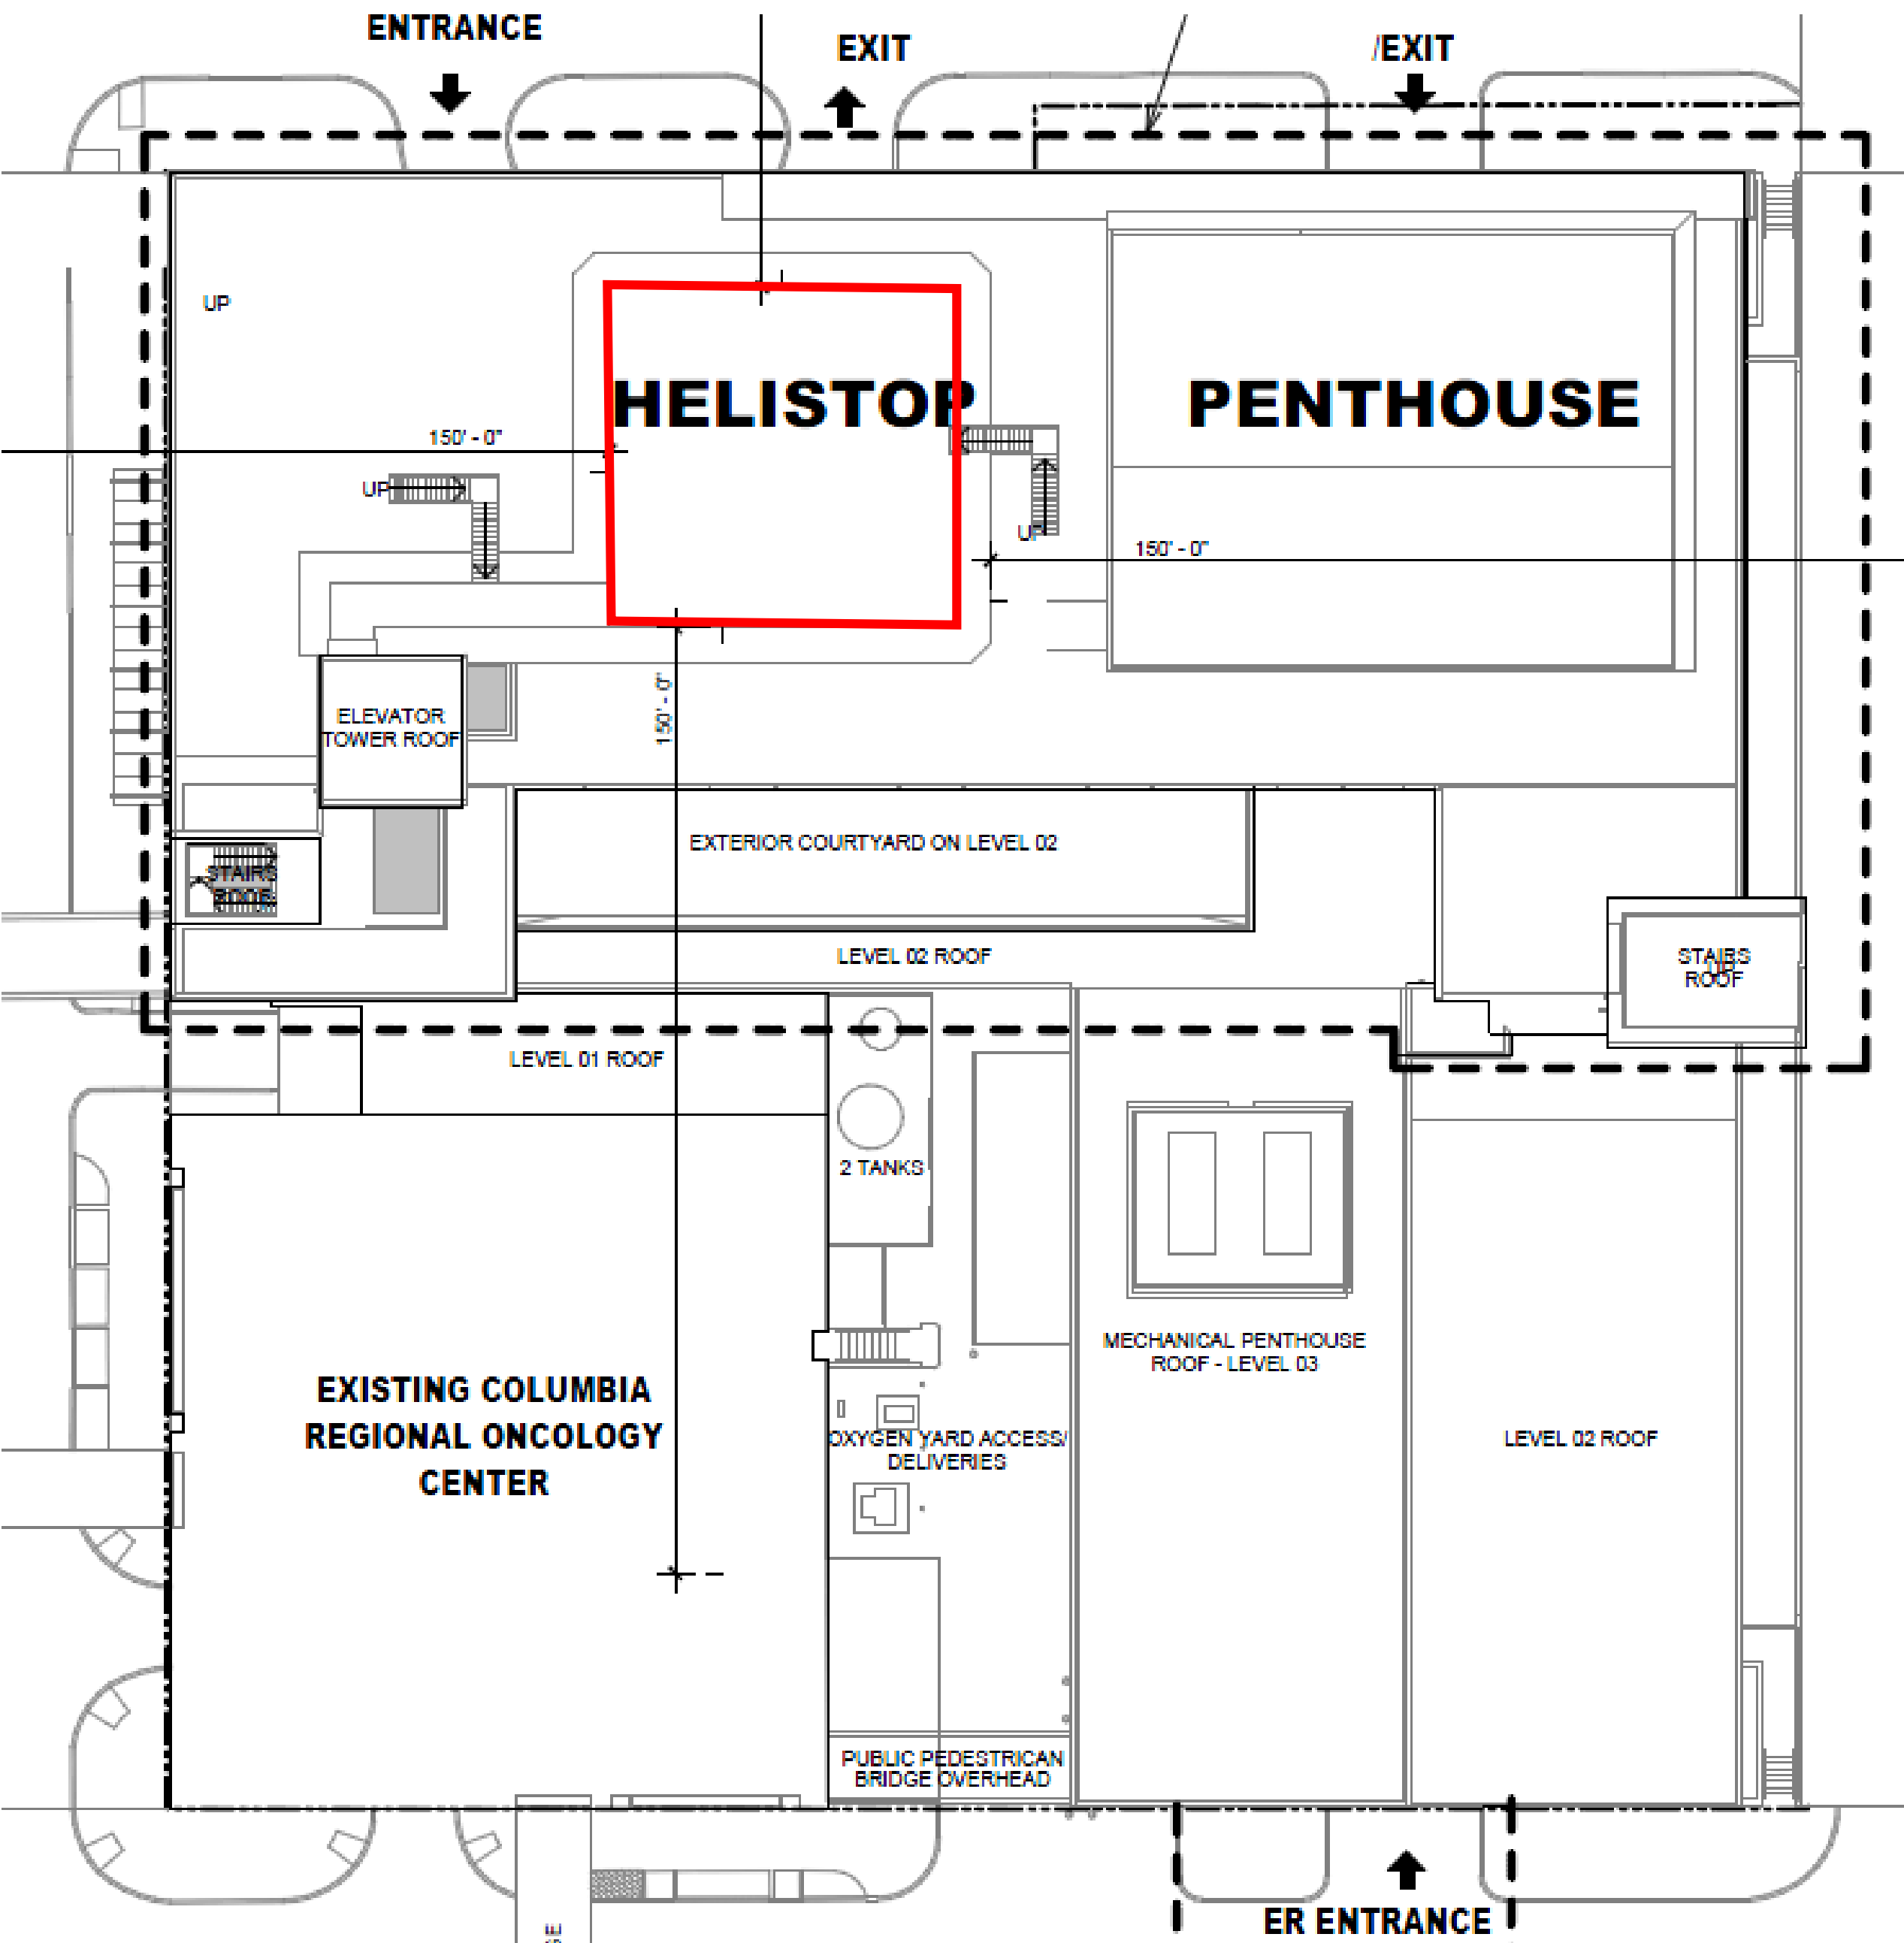 ENTRANCE
EXIT
/EXIT
UP
HELISTOP
PENTHOUSE
150' - 0"
UP
UP
150' - 0"
150' - 0"
ELEVATOR
TOWER ROOF
EXTERIOR COURTYARD ON LEVEL 02
STAIRS
ROOF
LEVEL 02 ROOF
STAIRS
UP
ROOF
LEVEL 01 ROOF
2 TANKS
MECHANICAL PENTHOUSE
ROOF - LEVEL 03
EXISTING COLUMBIA
REGIONAL ONCOLOGY
CENTER
OXYGEN YARD ACCESS/
DELIVERIES
LEVEL 02 ROOF
PUBLIC PEDESTRICAN
BRIDGE OVERHEAD
ER ENTRANCE